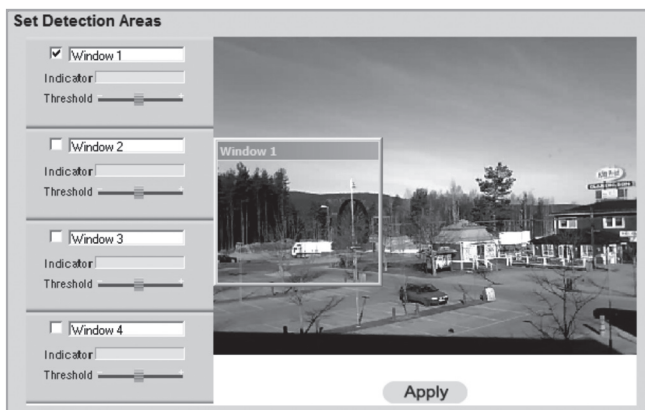 Set Detection Areas
Window 1
Indicator
Threshold - +
Window 2
Indicator
Threshold - +
Window 3
Indicator
Threshold - +
Window 4
Indicator
Threshold - +
Window 1
Apply